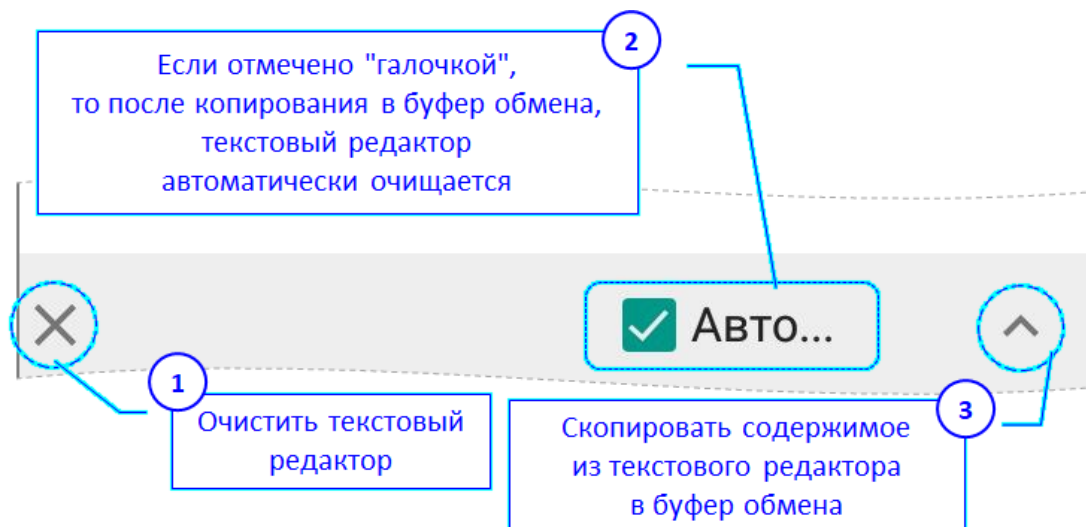 2
Если отмечено "галочкой",
то после копирования в буфер обмена,
текстовый редактор
автоматически очищается
Авто...
1
Очистить текстовый
редактор
3
Скопировать содержимое
из текстового редактора
в буфер обмена